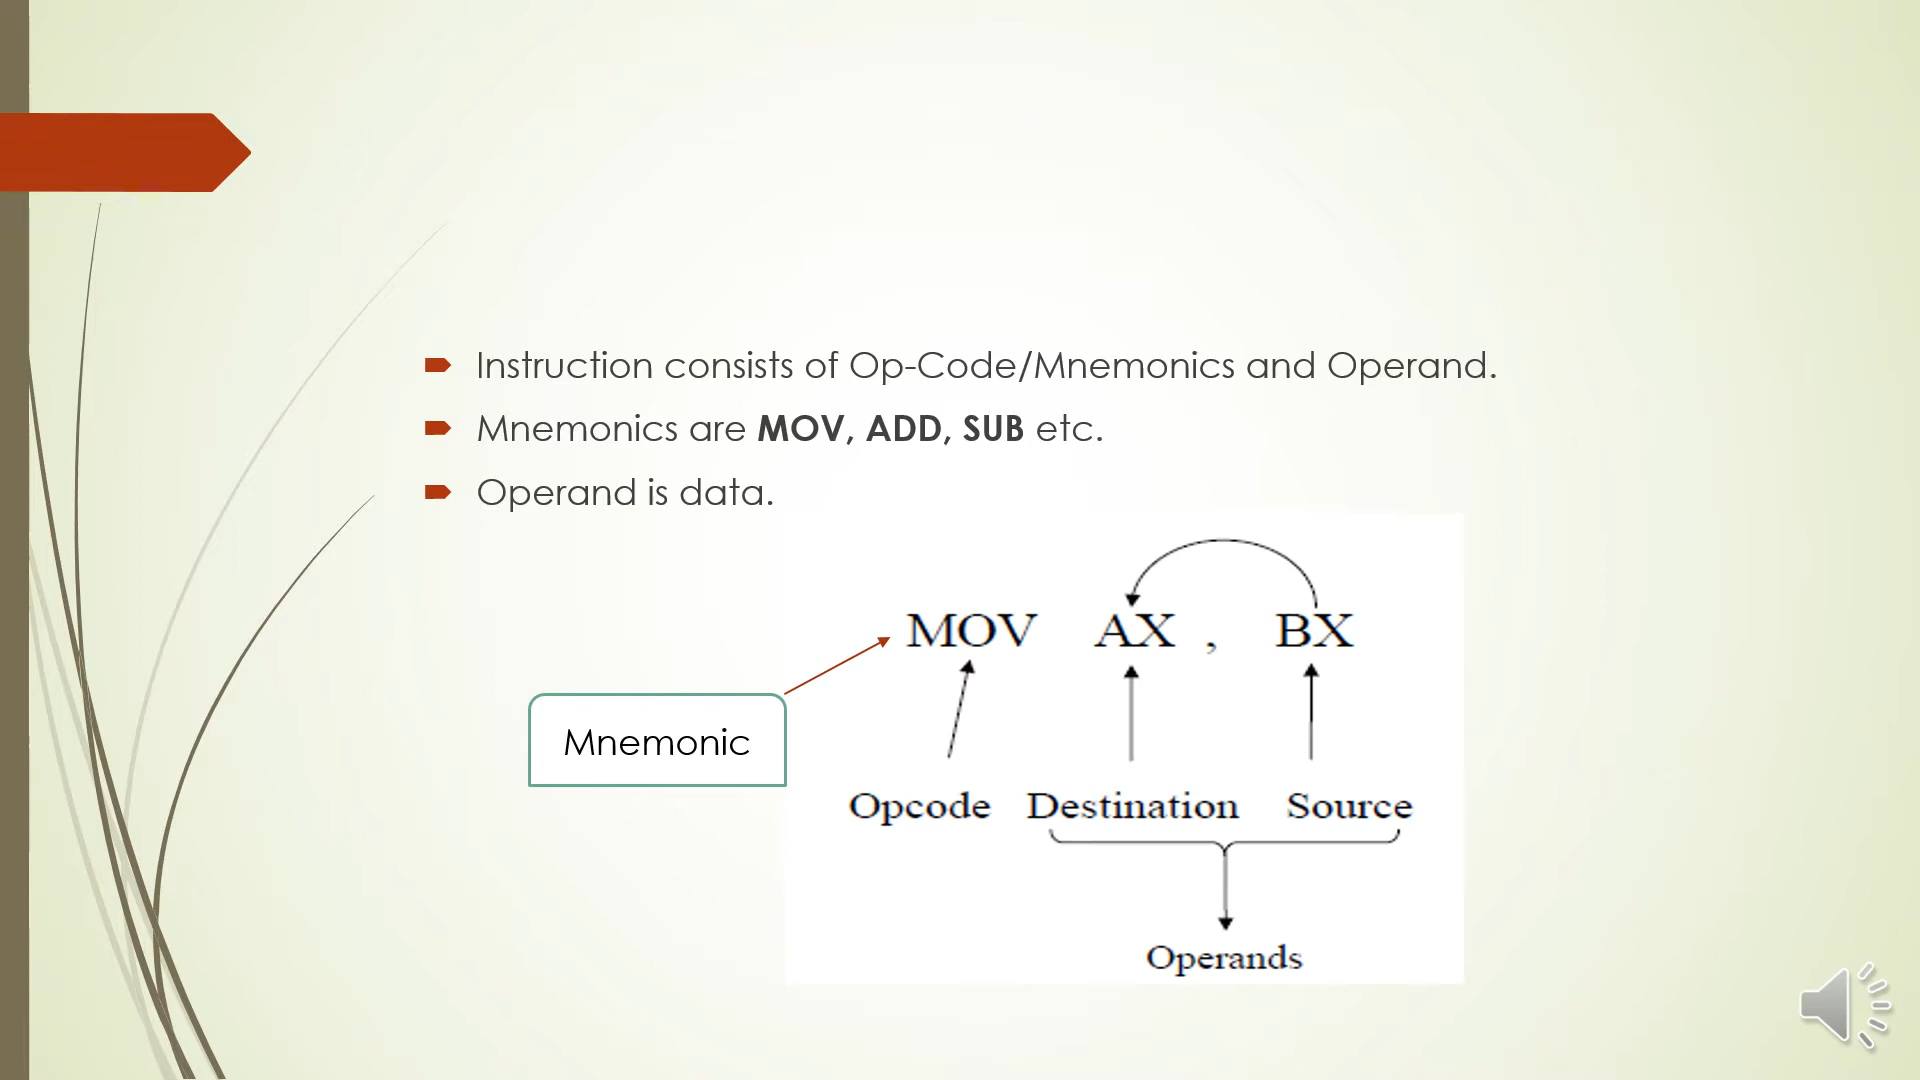 Instruction consists of Op-Code/Mnemonics and Operand.
Mnemonics are MOV, ADD, SUB etc.
Operand is data.
MOV AX , BX
Mnemonic
Opcode Destination Source
Operands